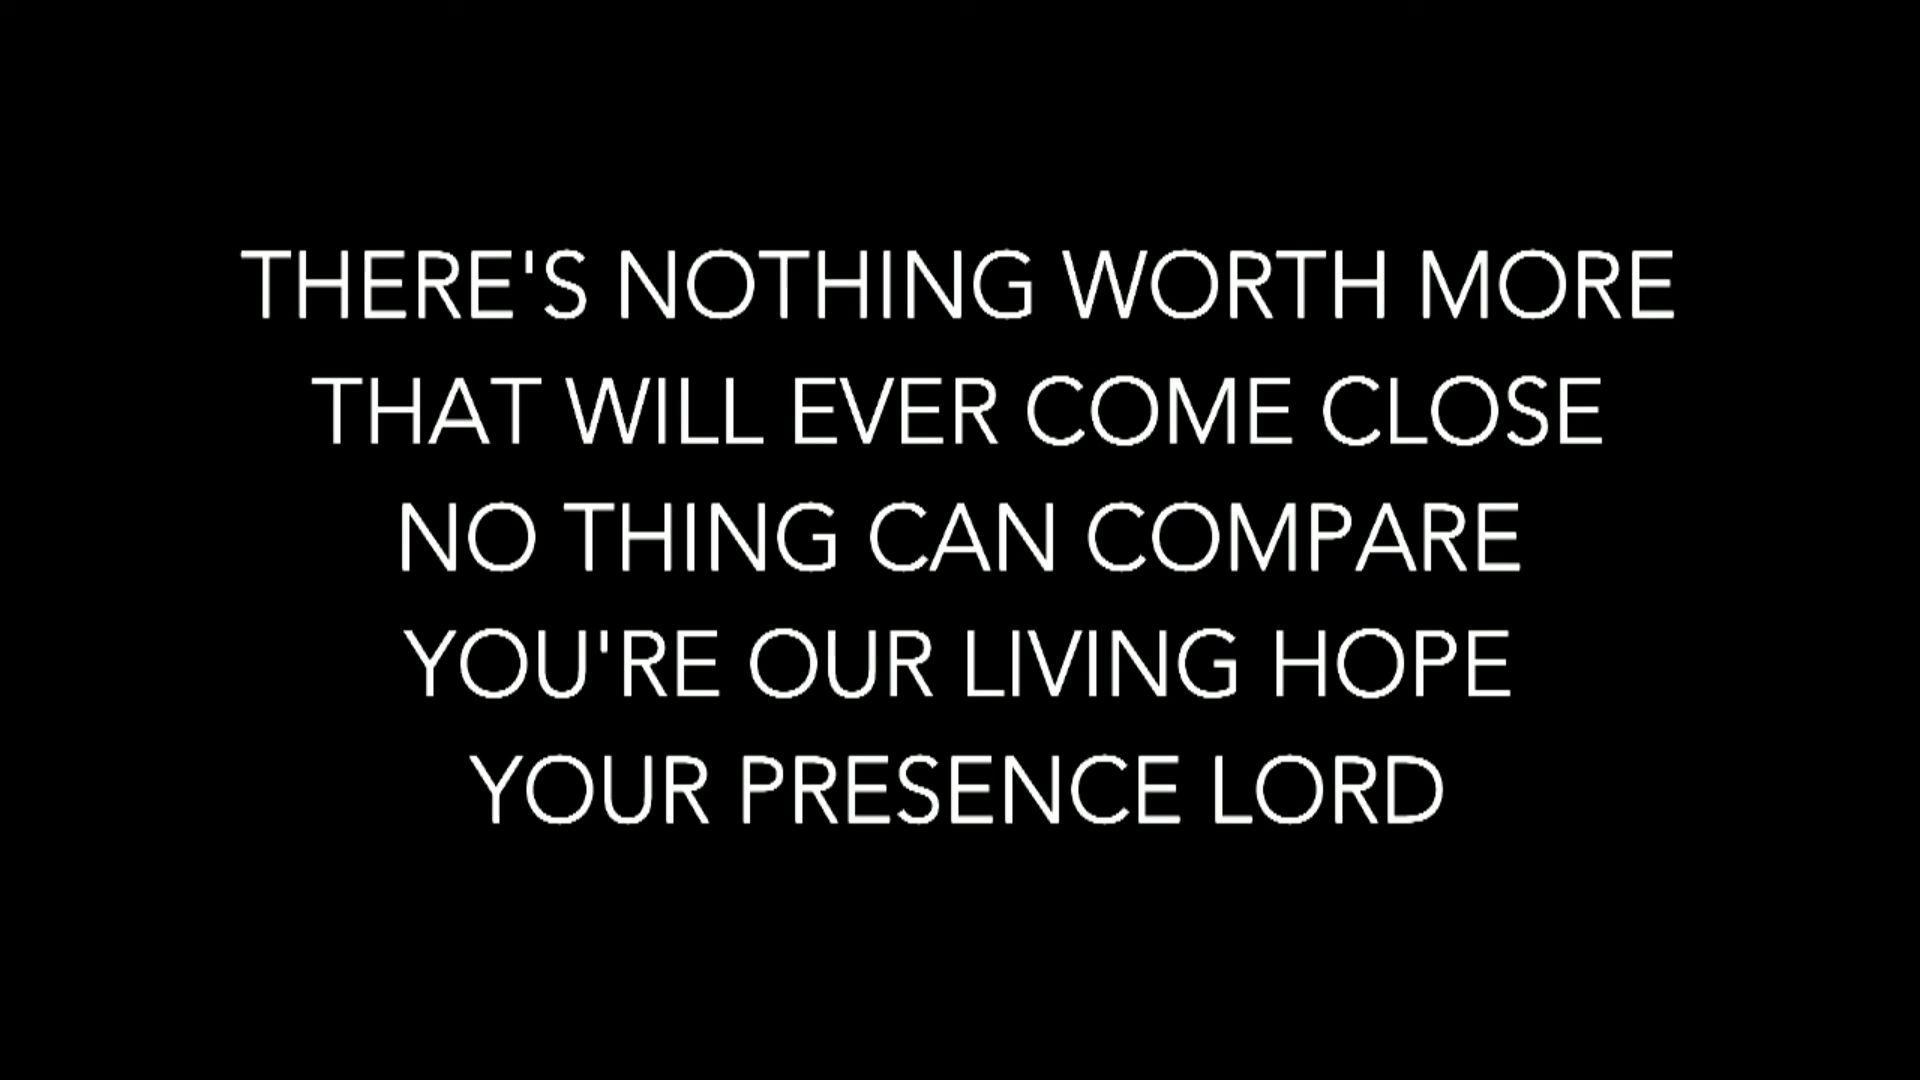 THERE'S NOTHING WORTH MORE
THAT WILL EVER COME CLOSE
NO THING CAN COMPARE
YOU'RE OUR LIVING HOPE
YOUR PRESENCE LORD